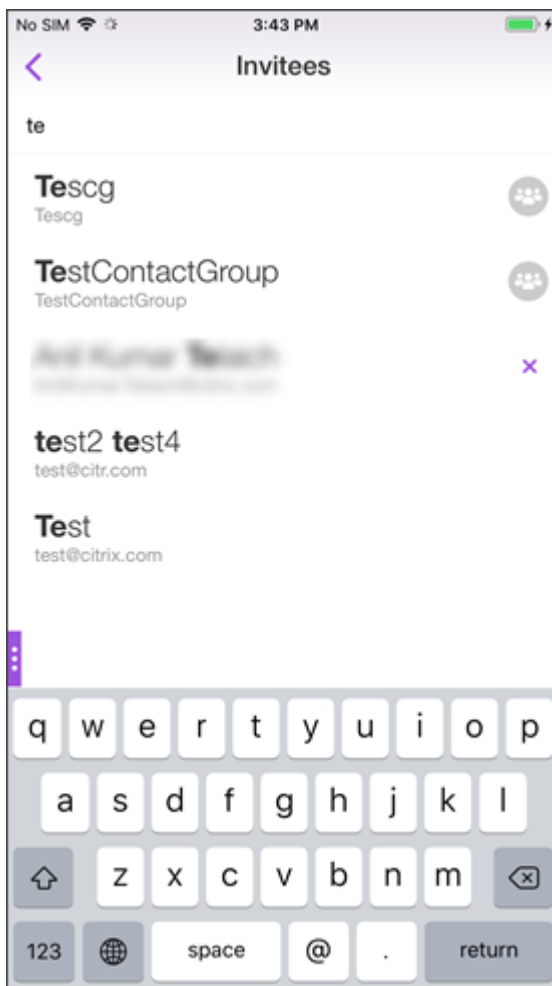 No SIM 3:43 PM
Invitees
te
Tescg
Tescg
TestContactGroup
TestContactGroup
test2 test4
test@citr.com
Test
test@citrix.com
q w e r t y u i o p
a s d f g h j k l
z x c v b n m
123 space @ . return